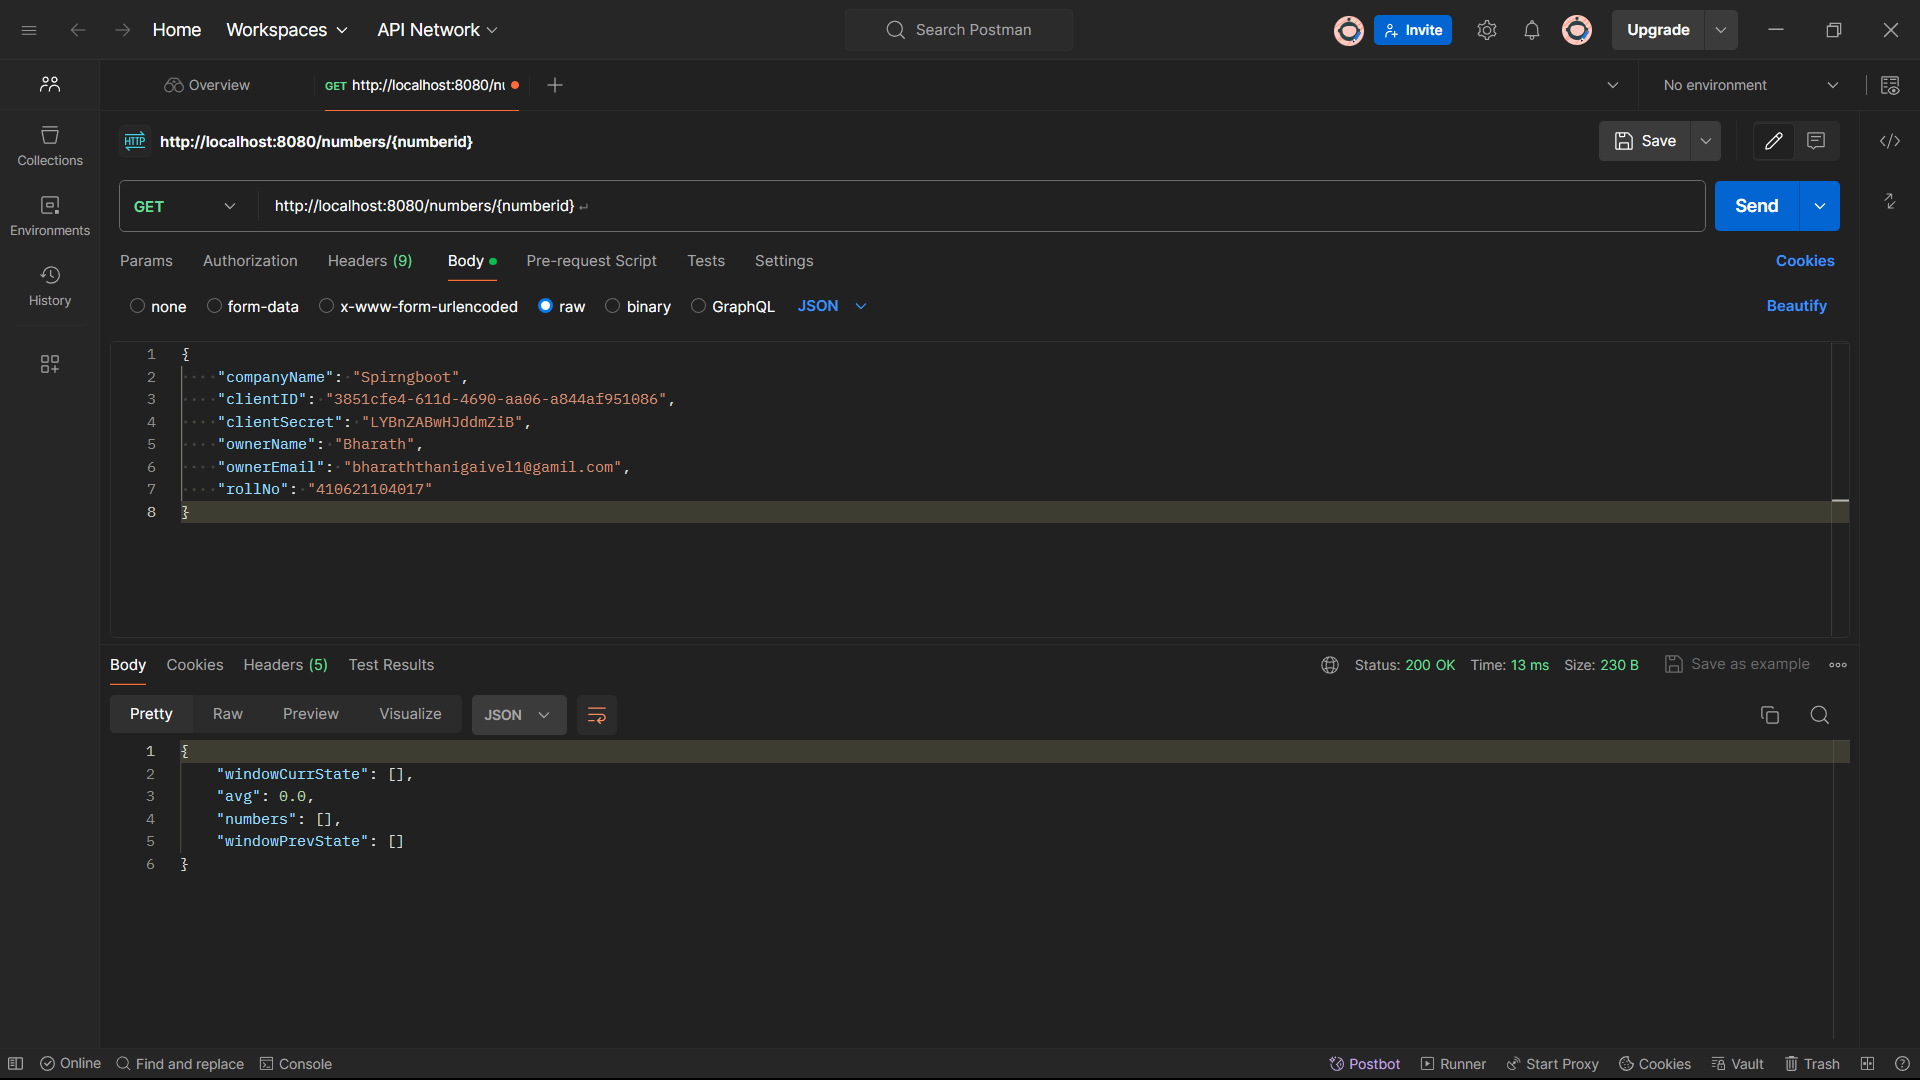 Home Workspaces API Network Search Postman Invite Upgrade
Overview GET http://localhost:8080/nu No environment
HTTP http://localhost:8080/numbers/{numberid} Save
Collections
GET http://localhost:8080/numbers/{numberid} Send
Environments
Params Authorization Headers (9) Body Pre-request Script Tests Settings Cookies
History
none form-data x-www-form-urlencoded raw binary GraphQL JSON Beautify
1 {
2 "companyName": "Spirngboot",
3 "clientID": "3851cfe4-611d-4690-aa06-a844af951086",
4 "clientSecret": "LYBnZABwHJddmZiB",
5 "ownerName": "Bharath",
6 "ownerEmail": "bhararththanigaivel1@gamil.com",
7 "rollNo": "410621104017"
8 }
Body Cookies Headers (5) Test Results Status: 200 OK Time: 13 ms Size: 230 B Save as example
Pretty Raw Preview Visualize JSON
1 {
2 "windowCurrState": [],
3 "avg": 0.0,
4 "numbers": [],
5 "windowPrevState": []
6 }
Online Find and replace Console Postbot Runner Start Proxy Cookies Vault Trash